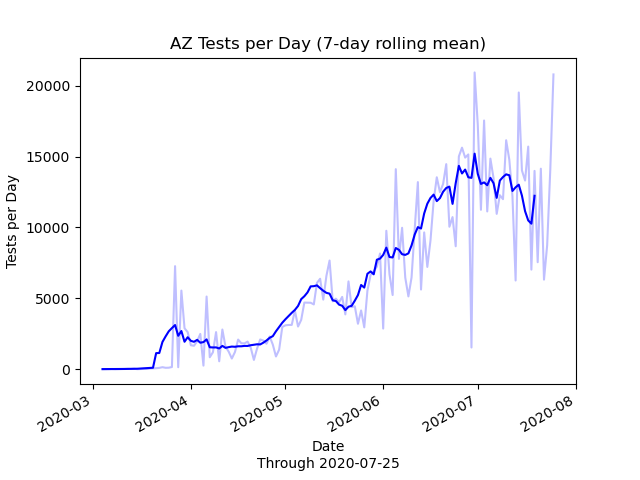 AZ Tests per Day (7-day rolling mean)
20000
15000
10000
5000
0
Tests per Day
2020-03
2020-04
2020-05
2020-06
2020-07
2020-08
Date
Through 2020-07-25